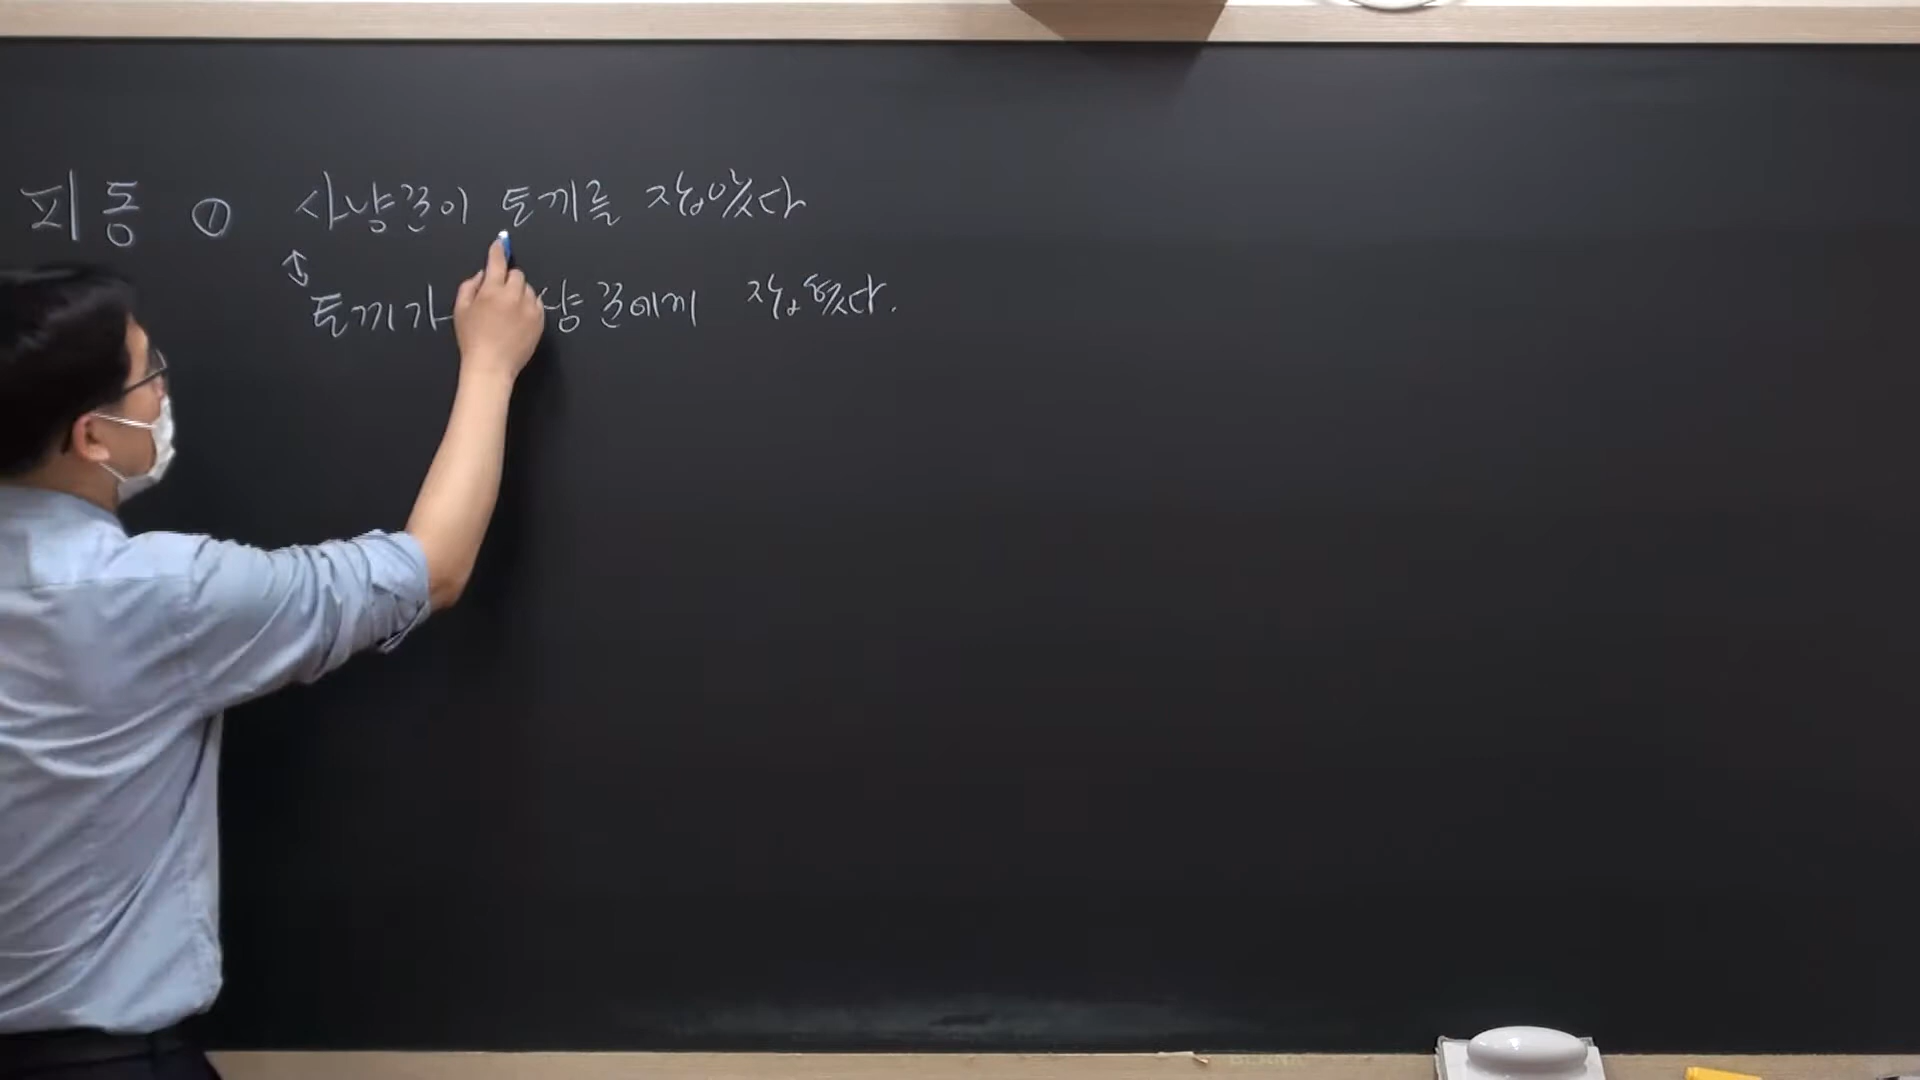 피동 ① 사냥꾼이 토끼를 잡았다
↕
토끼가 냥꾼에게 잡혔다.